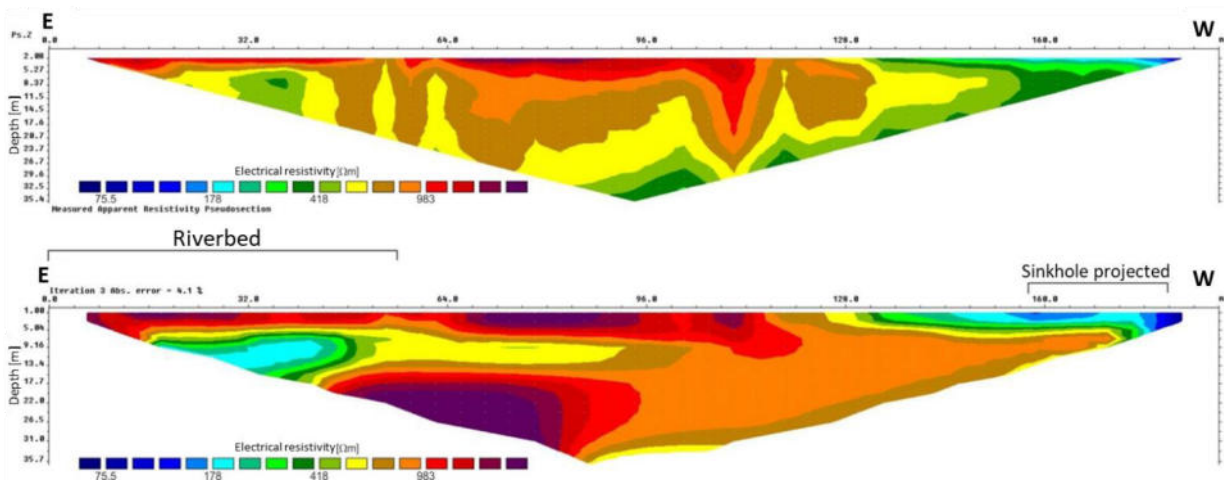 E
W
Ps.Z 0.0 32.0 64.0 96.0 128.0 160.0 m
2.00
5.27
8.37
11.5
14.5
17.6
20.7
23.7
26.6
29.6
32.5
35.4
Depth [m]
Electrical resistivity[Ωm]
75.5 178 418 983
Measured Apparent Resistivity Pseudosection
Riverbed
Sinkhole projected
E
W
Iteration 3 Abs. error = 4.1 %
0.0 32.0 64.0 96.0 128.0 160.0 m
1.00
5.04
9.16
13.4
17.7
22.0
26.5
31.0
35.7
Depth [m]
Electrical resistivity[Ωm]
75.5 178 418 983